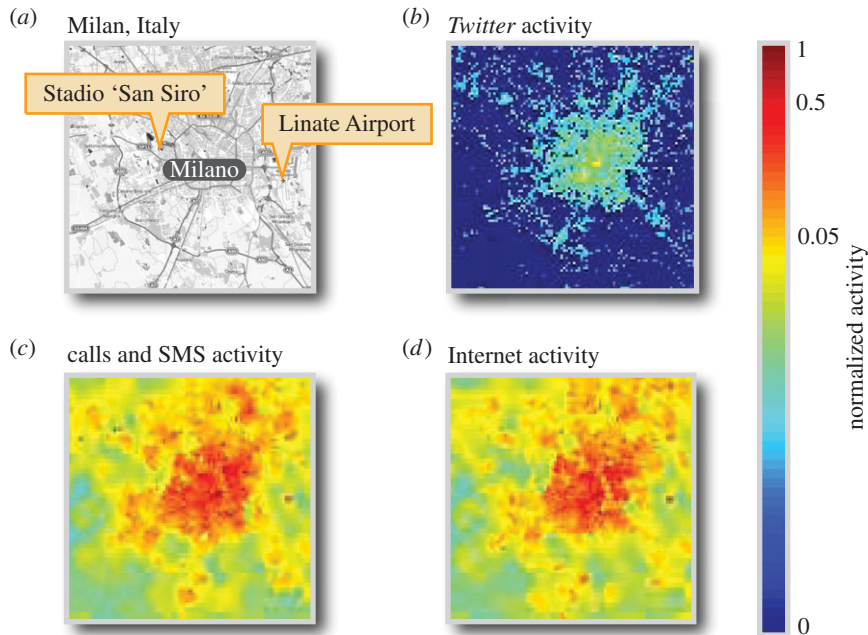 (a)
Milan, Italy
Stadio ‘San Siro’
Linate Airport
Milano
(b)
Twitter activity
(c)
calls and SMS activity
(d)
Internet activity
1
0.5
0.05
0
normalized activity